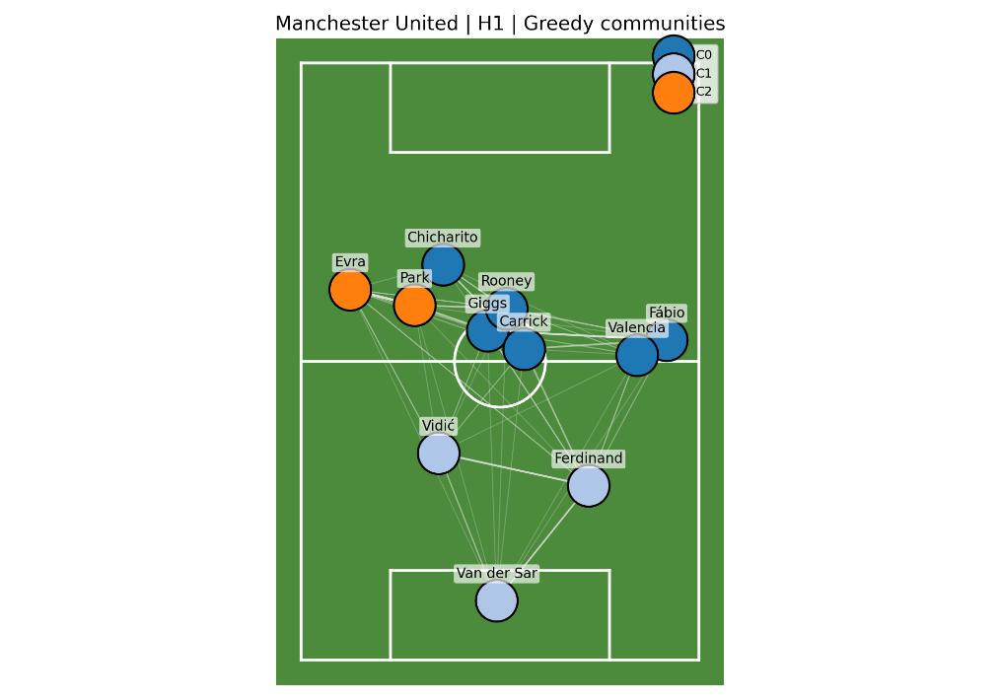 Manchester United | H1 | Greedy communities
C0
C1
C2
Chicharito
Evra
Park
Rooney
Giggs
Carrick
Fábio
Valencia
Vidić
Ferdinand
Van der Sar